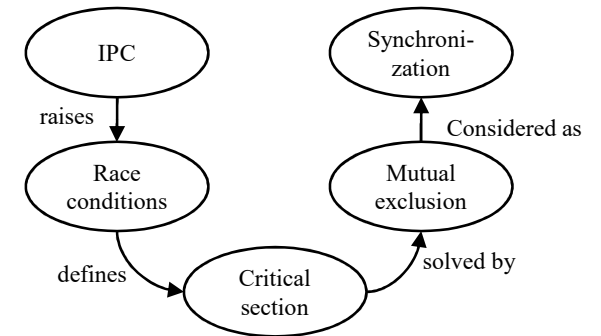 IPC
raises
Race
conditions
defines
Critical
section
solved by
Mutual
exclusion
Considered as
Synchroni-
zation